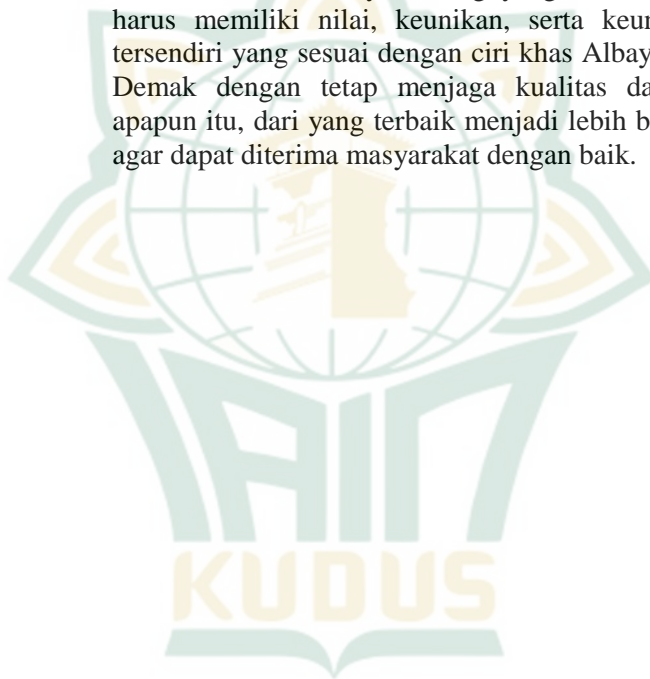 harus memiliki nilai, keunikan, serta keun
tersendiri yang sesuai dengan ciri khas Albay
Demak dengan tetap menjaga kualitas da
apapun itu, dari yang terbaik menjadi lebih b
agar dapat diterima masyarakat dengan baik.
IAIN
KUDUS